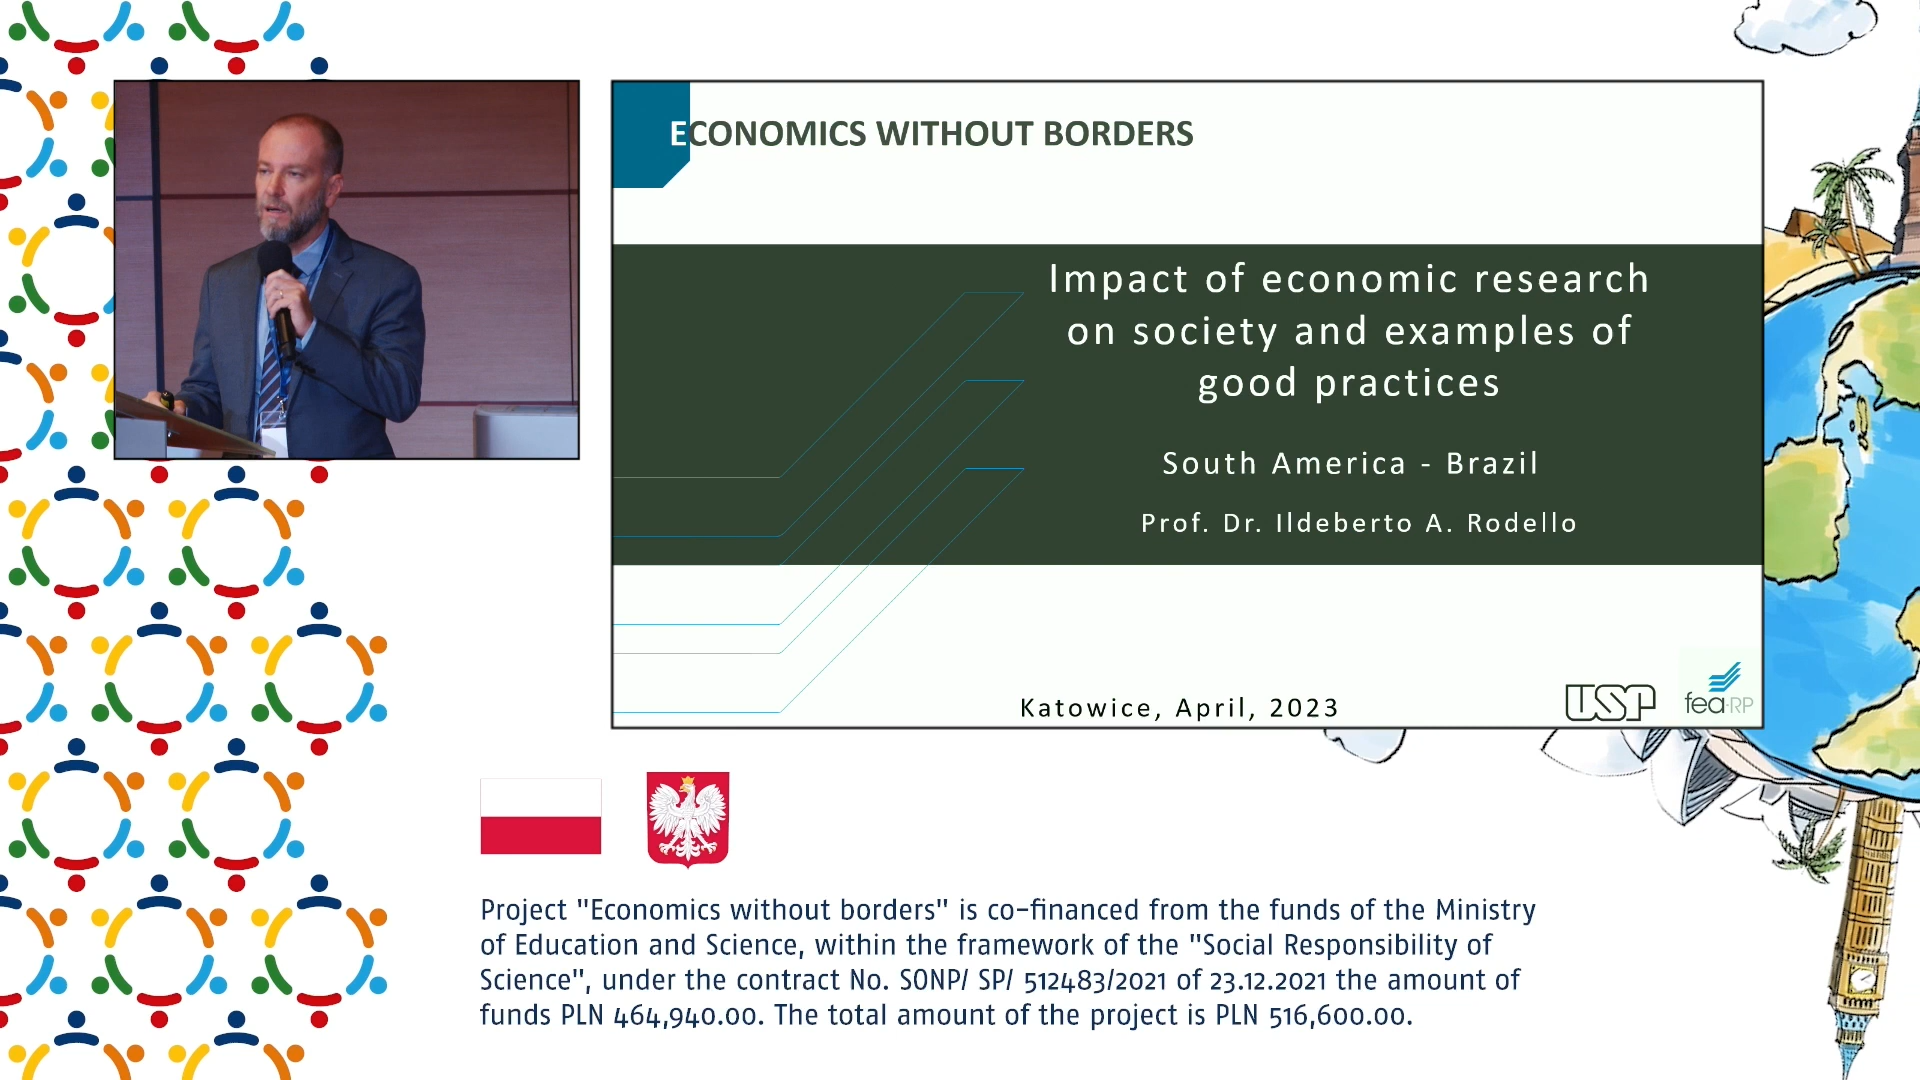 ECONOMICS WITHOUT BORDERS
Impact of economic research
on society and examples of
good practices
South America - Brazil
Prof. Dr. Ildeberto A. Rodello
Katowice, April, 2023
USP
fea-RP
Project "Economics without borders" is co-financed from the funds of the Ministry
of Education and Science, within the framework of the "Social Responsibility of
Science", under the contract No. SONP/ SP/ 512483/2021 of 23.12.2021 the amount of
funds PLN 464,940.00. The total amount of the project is PLN 516,600.00.